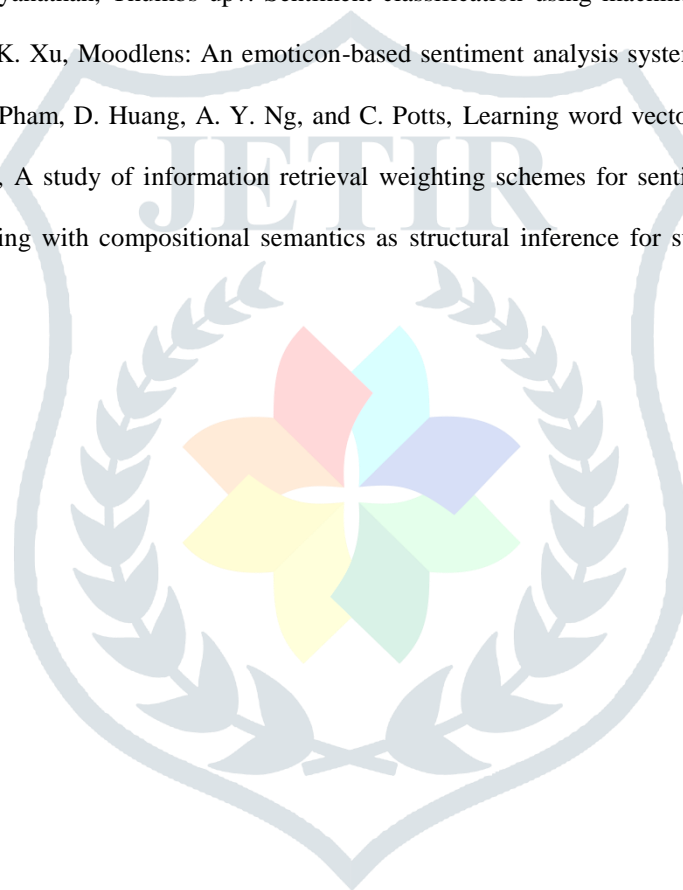 Thumbs up?: Sentiment classification using machin
K. Xu, Moodlens: An emoticon-based sentiment analysis system
Pham, D. Huang, A. Y. Ng, and C. Potts, Learning word vecto
, A study of information retrieval weighting schemes for senti
ing with compositional semantics as structural inference for s
JETIR